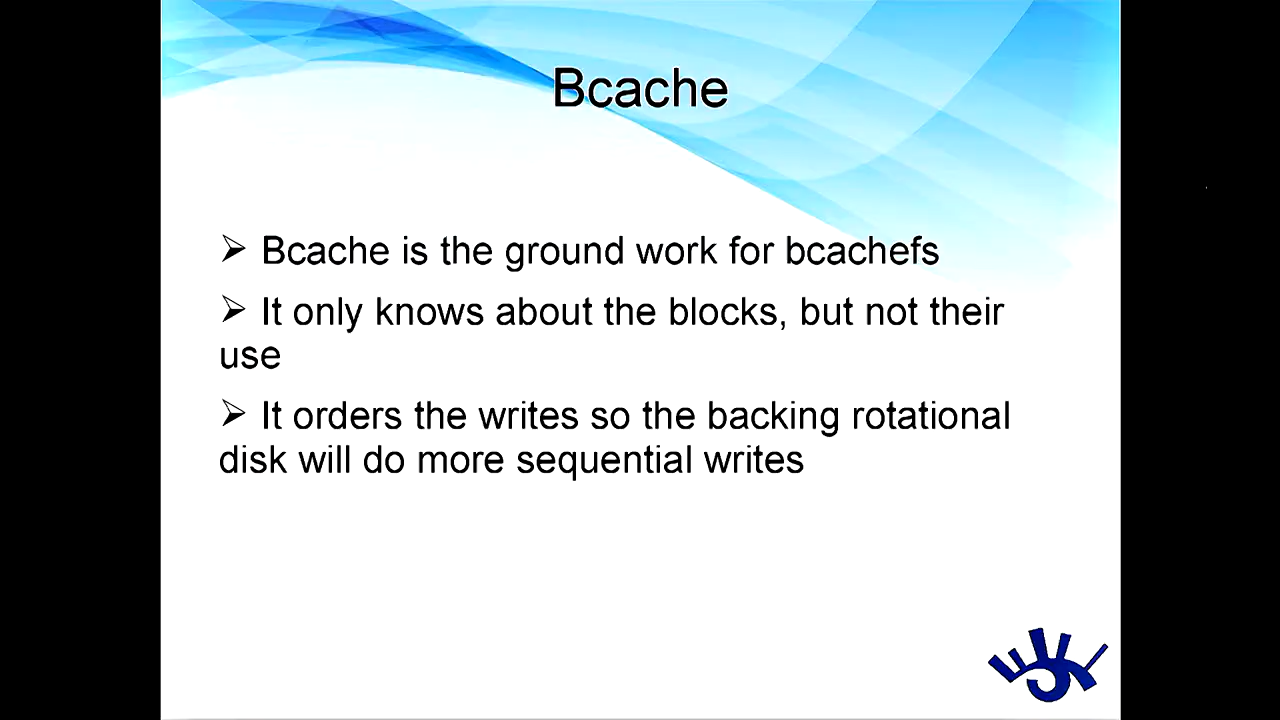 Bcache
➢ Bcache is the ground work for bcachefs
➢ It only knows about the blocks, but not their
use
➢ It orders the writes so the backing rotational
disk will do more sequential writes